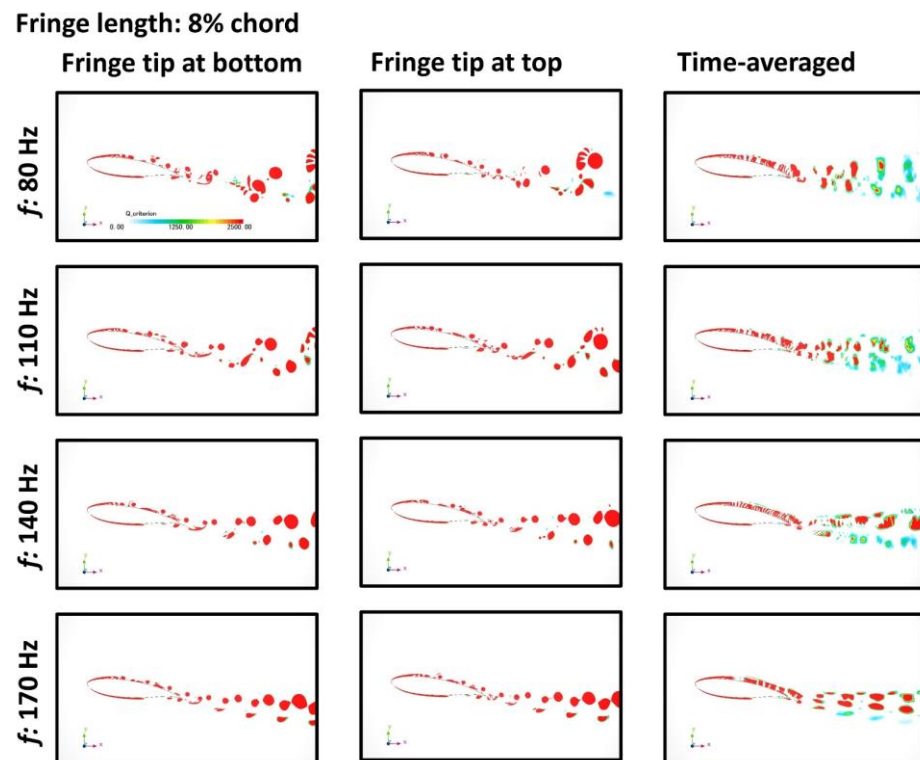 Fringe length: 8% chord
Fringe tip at bottom
Fringe tip at top
Time-averaged
f: 80 Hz
Q_criterion
0.00 1250.00 2500.00
f: 110 Hz
f: 140 Hz
f: 170 Hz